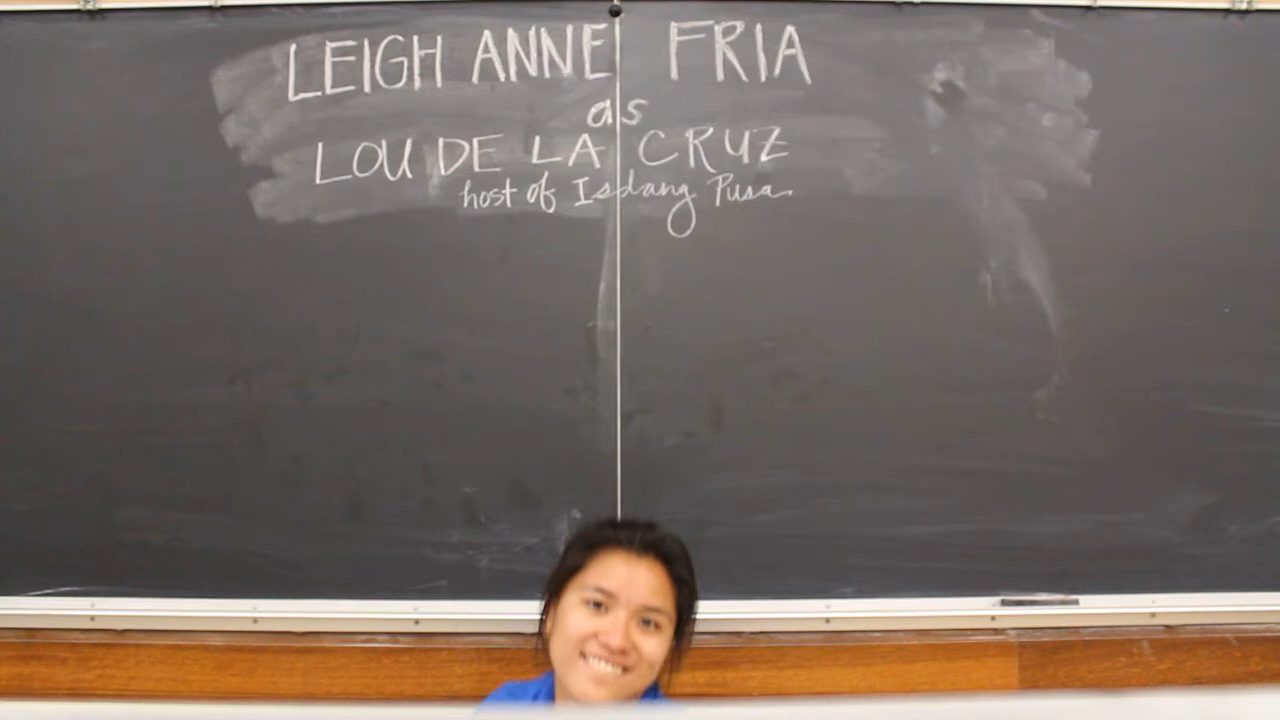 LEIGH ANNE FRIA
as
LOU DE LA CRUZ
host of Isdang Pusa.